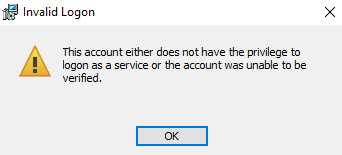 Invalid Logon
This account either does not have the privilege to
logon as a service or the account was unable to be
verified.
OK